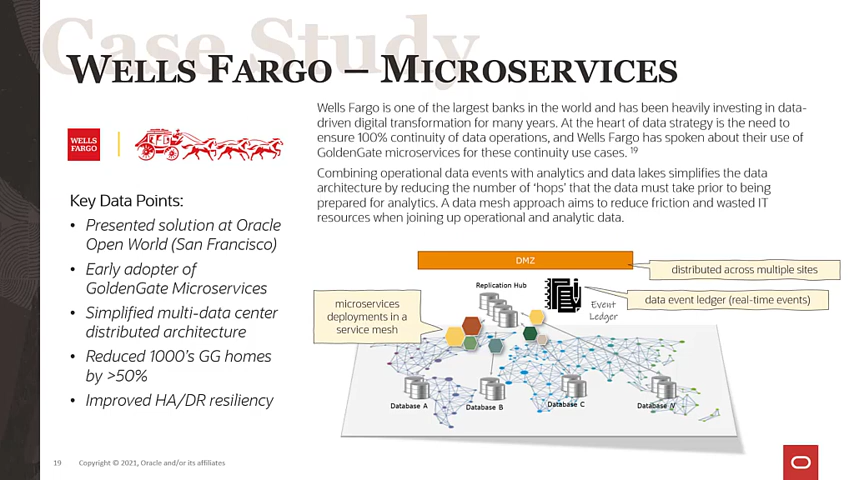 Case Study
WELLS FARGO – MICROSERVICES
WELLS
FARGO
Key Data Points:
• Presented solution at Oracle
Open World (San Francisco)
• Early adopter of
GoldenGate Microservices
• Simplified multi-data center
distributed architecture
• Reduced 1000's GG homes
by >50%
• Improved HA/DR resiliency
Wells Fargo is one of the largest banks in the world and has been heavily investing in data-
driven digital transformation for many years. At the heart of data strategy is the need to
ensure 100% continuity of data operations, and Wells Fargo has spoken about their use of
GoldenGate microservices for these continuity use cases. 19
Combining operational data events with analytics and data lakes simplifies the data
architecture by reducing the number of 'hops' that the data must take prior to being
prepared for analytics. A data mesh approach aims to reduce friction and wasted IT
resources when joining up operational and analytic data.
DMZ
distributed across multiple sites
Replication Hub
data event ledger (real-time events)
Event
Ledger
microservices
deployments in a
service mesh
Database A
Database B
Database C
Database N
19
Copyright © 2021, Oracle and/or its affiliates